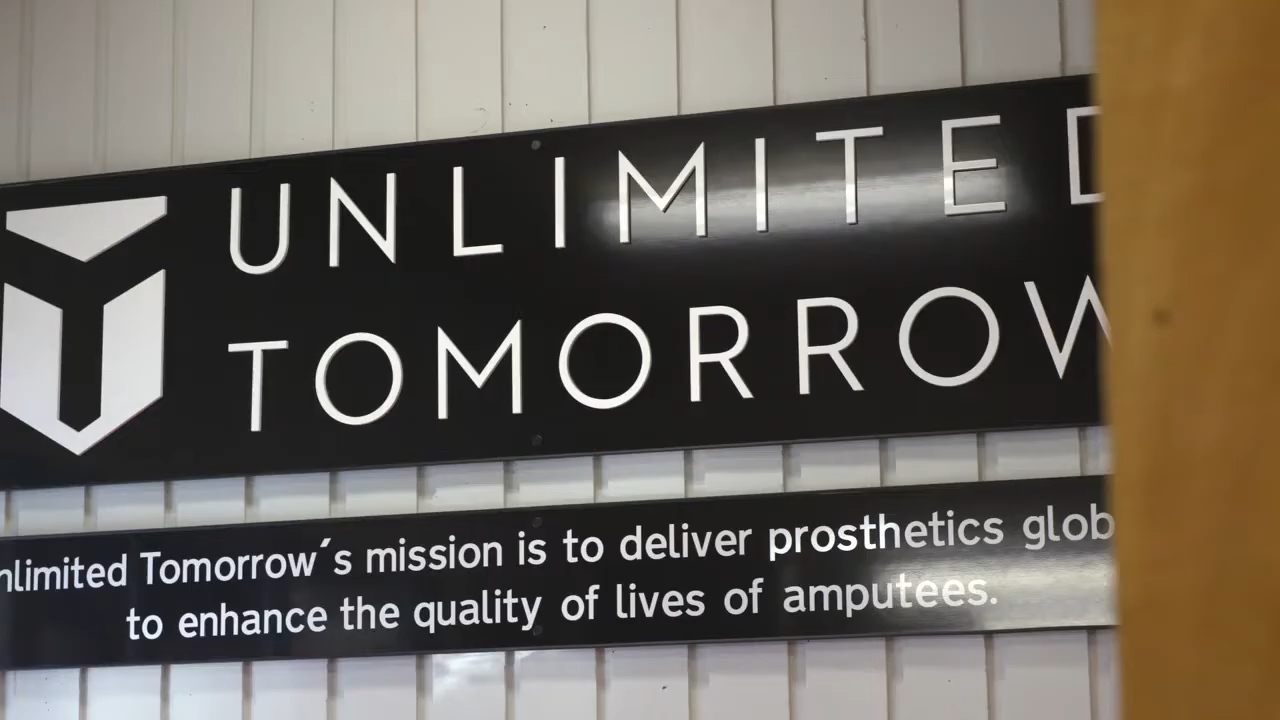 UNLIMITED
TOMORROW
nlimited Tomorrow´s mission is to deliver prosthetics glob
to enhance the quality of lives of amputees.